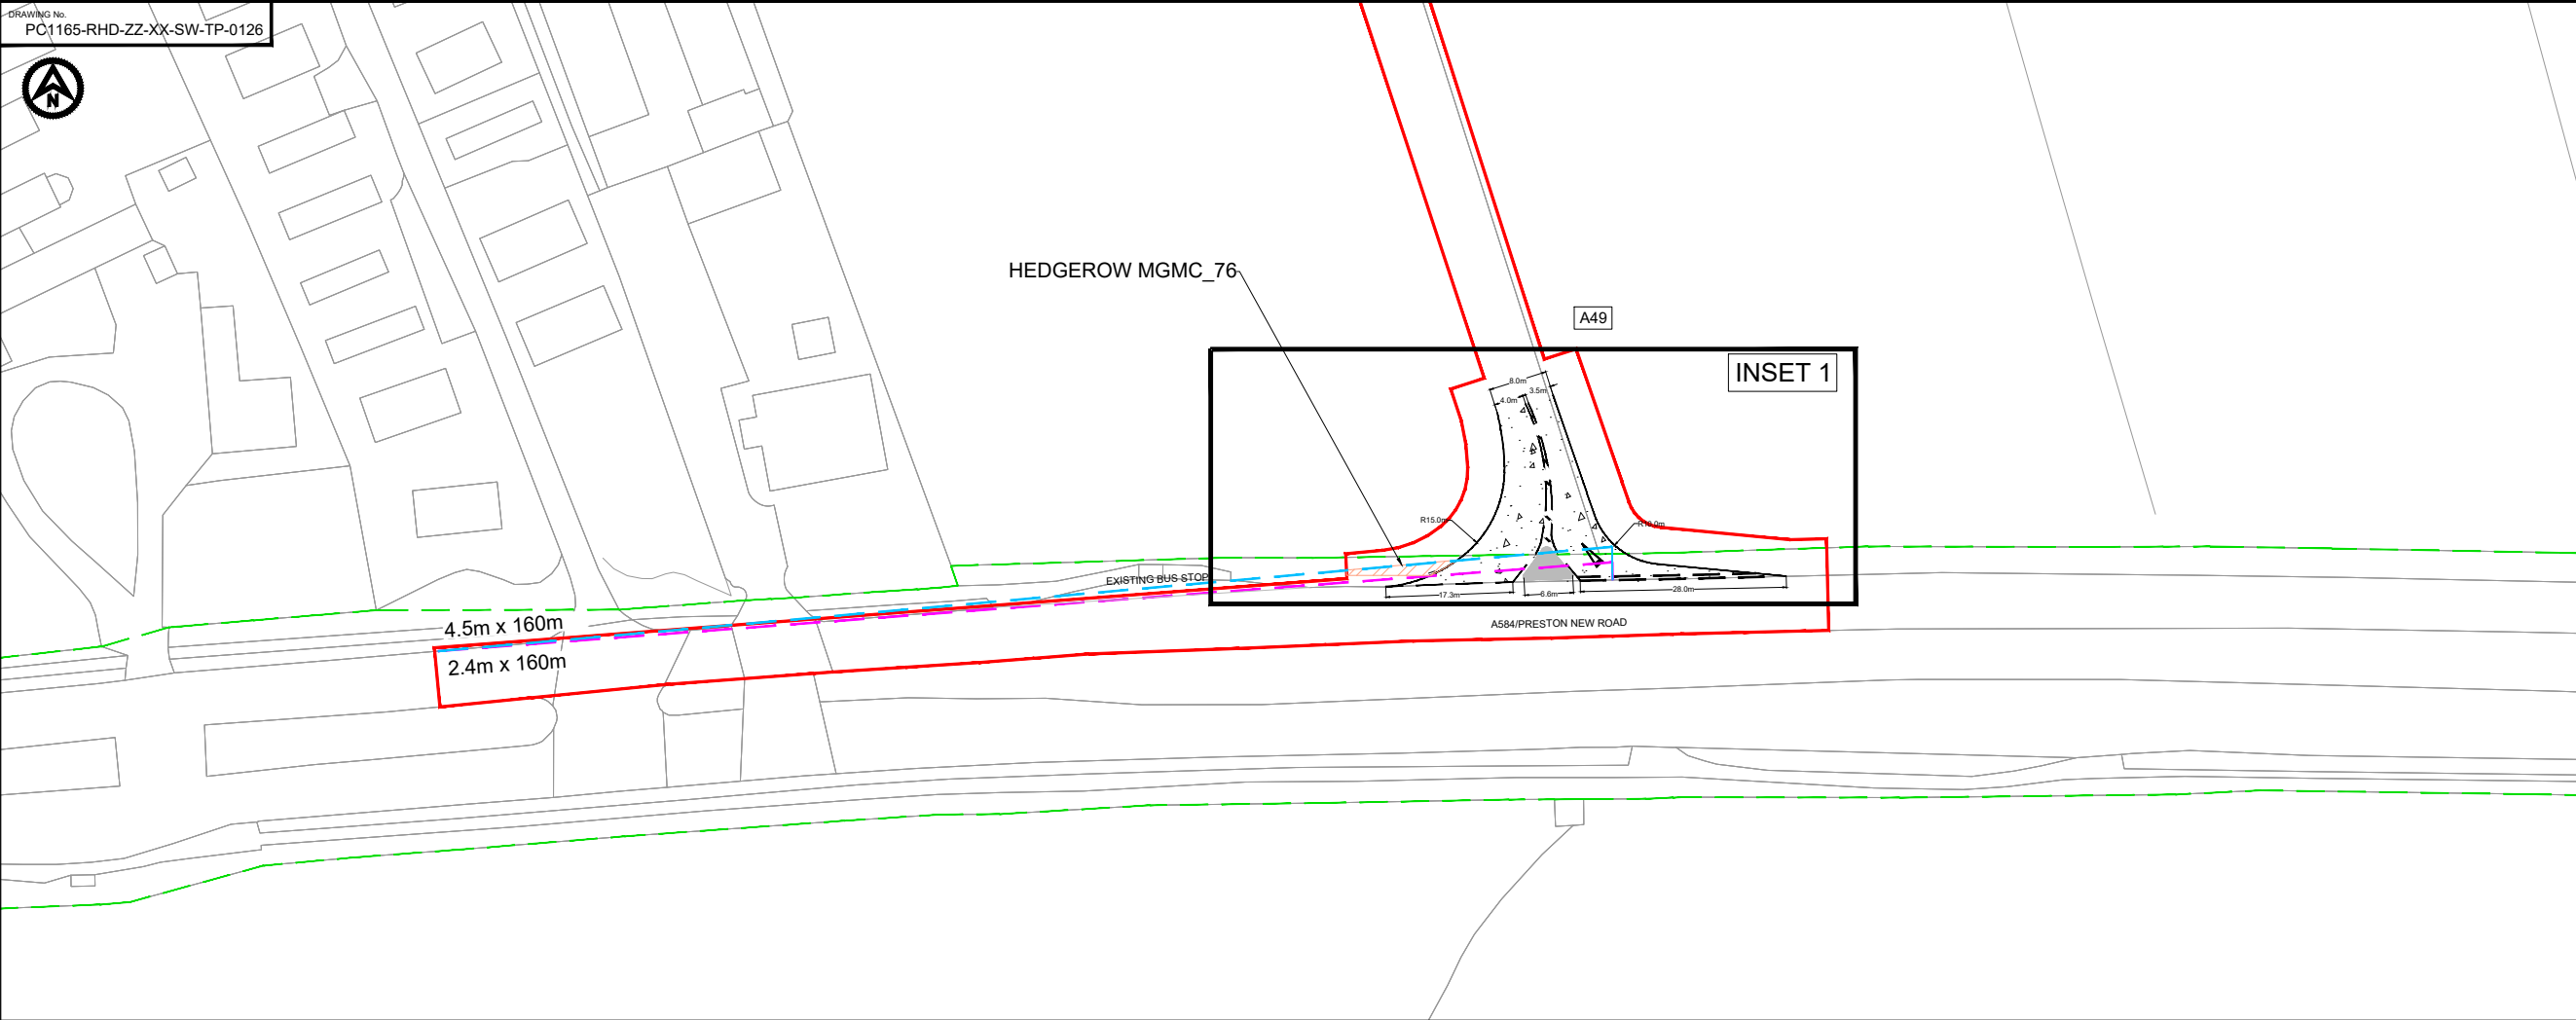 DRAWING No.
PC1165-RHD-ZZ-XX-SW-TP-0126
N
HEDGEROW MGMC_76
A49
INSET 1
8.0m
3.5m
4.0m
R15.0m
R10.0m
EXISTING BUS STOP
17.3m
6.6m
28.0m
A584/PRESTON NEW ROAD
4.5m x 160m
2.4m x 160m